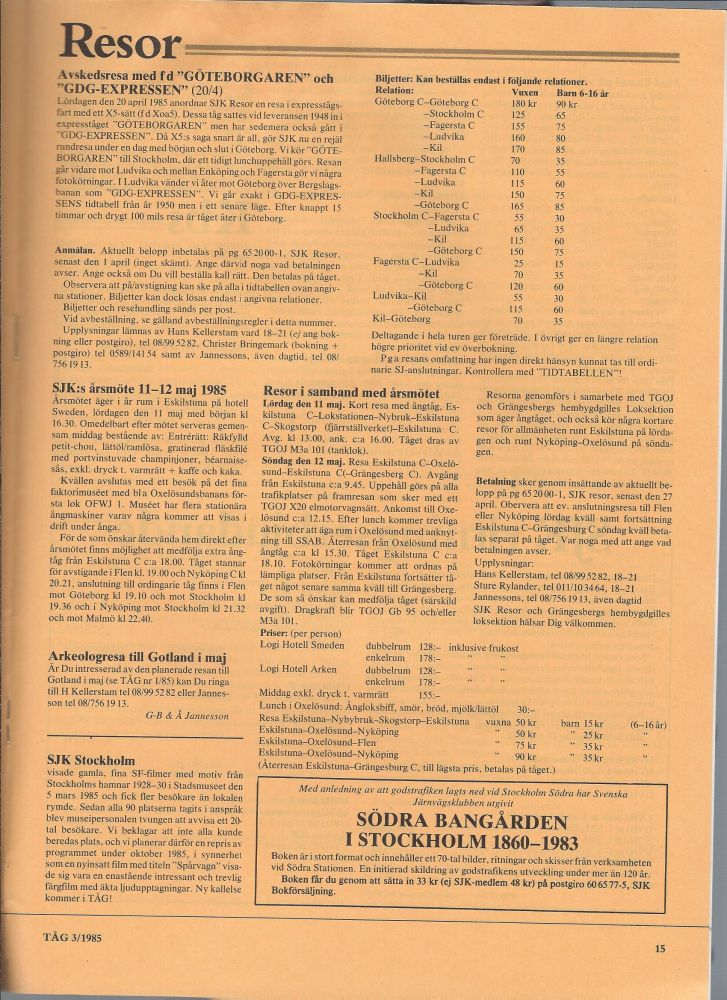 Resor
Avskedsresa med fd "GÖTEBORGAREN" och
"GDG-EXPRESSEN" (20/4)
Lördagen den 20 april 1985 anordnar SJK Resor en resa i expresstågs-
fart med ett X5-sätt (fd Xoa5). Dessa tåg sattes vid leveransen 1948 in i
expresståget "GÖTEBORGAREN" men har sedemera också gått i
"GDG-EXPRESSEN". Då X5:s saga snart är all, gör SJK nu en rejäl
rundresa under en dag med början och slut i Göteborg. Vi kör "GÖTE-
BORGAREN" till Stockholm, där ett tidigt lunchuppehåll görs. Resan
går vidare mot Ludvika och mellan Enköping och Fagersta gör vi några
fotokörningar. I Ludvika vänder vi åter mot Göteborg över Bergslags-
banan som "GDG-EXPRESSEN". Vi går exakt i GDG-EXPRES-
SENS tidtabell från år 1950 men i ett senare läge. Efter knappt 15
timmar och drygt 100 mils resa är tåget åter i Göteborg.
Anmälan. Aktuellt belopp inbetalas på pg 65 20 00-1, SJK Resor,
senast den 1 april (inget skämt). Ange därvid noga vad betalningen
avser. Ange också om Du vill beställa kall rätt. Den betalas på tåget.
Observera att på/avstigning kan ske på alla i tidtabellen ovan angiv-
na stationer. Biljetter kan dock lösas endast i angivna relationer.
Biljetter och resehandling sänds per post.
Vid avbeställning, se gälland avbeställningsregler i detta nummer.
Upplysningar lämnas av Hans Kellerstam vard 18–21 (ej ang bok-
ning eller postgiro), tel 08/99 52 82, Christer Bringemark (bokning +
postgiro) tel 0589/141 54 samt av Jannessons, även dagtid, tel 08/
756 19 13.
Biljetter: Kan beställas endast i följande relationer.
Relation: Vuxen Barn 6-16 år
Göteborg C–Göteborg C 180 kr 90 kr
–Stockholm C 125 65
–Fagersta C 155 75
–Ludvika 160 80
–Kil 170 85
Hallsberg–Stockholm C 70 35
–Fagersta C 110 55
–Ludvika 115 60
–Kil 150 75
–Göteborg C 165 85
Stockholm C–Fagersta C 55 30
–Ludvika 65 35
–Kil 115 60
–Göteborg C 150 75
Fagersta C–Ludvika 25 15
–Kil 70 35
–Göteborg C 120 60
Ludvika–Kil 55 30
–Göteborg C 115 60
Kil–Göteborg 70 35
Deltagande i hela turen ger företräde. I övrigt ger en längre relation
högre prioritet vid ev överbokning.
P g a resans omfattning har ingen direkt hänsyn kunnat tas till ordi-
narie SJ-anslutningar. Kontrollera med "TIDTABELLEN"!
SJK:s årsmöte 11–12 maj 1985
Årsmötet äger i år rum i Eskilstuna på hotell
Sweden, lördagen den 11 maj med början kl
16.30. Omedelbart efter mötet serveras gemen-
sam middag bestående av: Entrérätt: Räkfylld
petit-chou, lättöl/ramlösa, gratinerad fläskfilé
med portvinstuvade champinjoner, béarnaise-
sås, exkl. dryck t. varmrätt + kaffe och kaka.
Kvällen avslutas med ett besök på det fina
faktorimuséet med bl a Oxelösundsbanans för-
sta lok OFWJ 1. Muséet har flera stationära
ångmaskiner varav några kommer att visas i
drift under ånga.
För de som önskar återvända hem direkt efter
årsmötet finns möjlighet att medfölja extra ång-
tåg från Eskilstuna C c:a 18.00. Tåget stannar
för avstigande i Flen kl. 19.00 och Nyköping C kl
20.21, anslutning till ordingarie tåg finns i Flen
mot Göteborg kl 19.10 och mot Stockholm kl
19.36 och i Nyköping mot Stockholm kl 21.32
och mot Malmö kl 22.40.
Arkeologresa till Gotland i maj
Är Du intresserad av den planerade resan till
Gotland i maj (se TÅG nr 1/85) kan Du ringa
till H Kellerstam tel 08/99 52 82 eller Jannes-
son tel 08/756 19 13.
G-B & Å Jannesson
SJK Stockholm
visade gamla, fina SF-filmer med motiv från
Stockholms hamnar 1928–30 i Stadsmuseet den
5 mars 1985 och fick fler besökare än lokalen
rymde. Sedan alla 90 platserna tagits i anspråk
blev museipersonalen tvungen att avvisa ett 20-
tal besökare. Vi beklagar att inte alla kunde
beredas plats, och vi planerar därför en repris av
programmet under oktober 1985, i synnerhet
som en nyinsatt film med titeln "Spårvagn" visa-
de sig vara en enastående intressant och trevlig
färgfilm med äkta ljudupptagningar. Ny kallelse
kommer i TÅG!
Resor i samband med årsmötet
Lördag den 11 maj. Kort resa med ångtåg, Es-
kilstuna C–Lokstationen–Nybruk–Eskilstuna
C–Skogstorp (fjärrställverket)–Eskilstuna C.
Avg. kl 13.00, ank. c:a 16.00. Tåget dras av
TGOJ M3a 101 (tanklok).
Söndag den 12 maj. Resa Eskilstuna C–Oxelö-
sund–Eskilstuna C(–Grängesberg C). Avgång
från Eskilstuna c:a 9.45. Uppehåll görs på alla
trafikplatser på framresan som sker med ett
TGOJ X20 elmotorvagnsätt. Ankomst till Oxe-
lösund c:a 12.15. Efter lunch kommer trevliga
aktiviteter att äga rum i Oxelösund med anknyt-
ning till SSAB. Återresan från Oxelösund med
ångtåg c:a kl 15.30. Tåget Eskilstuna C c:a
18.10. Fotokörningar kommer att ordnas på
lämpliga platser. Från Eskilstuna fortsätter tå-
get något senare samma kväll till Grängesberg.
De som så önskar kan medfölja tåget (särskild
avgift). Dragkraft blir TGOJ Gb 95 och/eller
M3a 101.
Resorna genomförs i samarbete med TGOJ
och Grängesbergs hembygdgilles Loksektion
som äger ångtåget, och också kör några kortare
resor för allmänheten runt Eskilstuna på lörda-
gen och runt Nyköping–Oxelösund på sönda-
gen.
Betalning sker genom insättande av aktuellt be-
lopp på pg 65 20 00-1, SJK resor, senast den 27
april. Obervera att ev. anslutningsresa till Flen
eller Nyköping lördag kväll samt fortsättning
Eskilstuna C–Grängesburg C söndag kväll beta-
las separat på tåget. Var noga med att ange vad
betalningen avser.
Upplysningar:
Hans Kellerstam, tel 08/99 52 82, 18–21
Sture Rylander, tel 011/10 34 64, 18–21
Jannessons, tel 08/756 19 13, även dagtid
SJK Resor och Grängesbergs hembygdgilles
loksektion hälsar Dig välkommen.
Priser: (per person)
Logi Hotell Smeden dubbelrum 128:– inklusive frukost
enkelrum 178:– " "
Logi Hotell Arken dubbelrum 128:– " "
enkelrum 178:– " "
Middag exkl. dryck t. varmrätt 155:–
Lunch i Oxelösund: Ångloksbiff, smör, bröd, mjölk/lättöl 30:–
Resa Eskilstuna–Nybybruk–Skogstorp–Eskilstuna vuxna 50 kr barn 15 kr (6–16 år)
Eskilstuna–Oxelösund–Nyköping " 50 kr " 25 kr "
Eskilstuna–Oxelösund–Flen " 75 kr " 35 kr "
Eskilstuna–Oxelösund–Nyköping " 90 kr " 35 kr "
(Återresan Eskilstuna–Grängesburg C, till lägsta pris, betalas på tåget.)
Med anledning av att godstrafiken lagts ned vid Stockholm Södra har Svenska
Järnvägsklubben utgivit
SÖDRA BANGÅRDEN
I STOCKHOLM 1860–1983
Boken är i stort format och innehåller ett 70-tal bilder, ritningar och skisser från verksamheten
vid Södra Stationen. En initierad skildring av godstrafikens utveckling under mer än 120 år.
Boken får du genom att sätta in 33 kr (ej SJK-medlem 48 kr) på postgiro 60 65 77-5, SJK
Bokförsäljning.
TÅG 3/1985
15